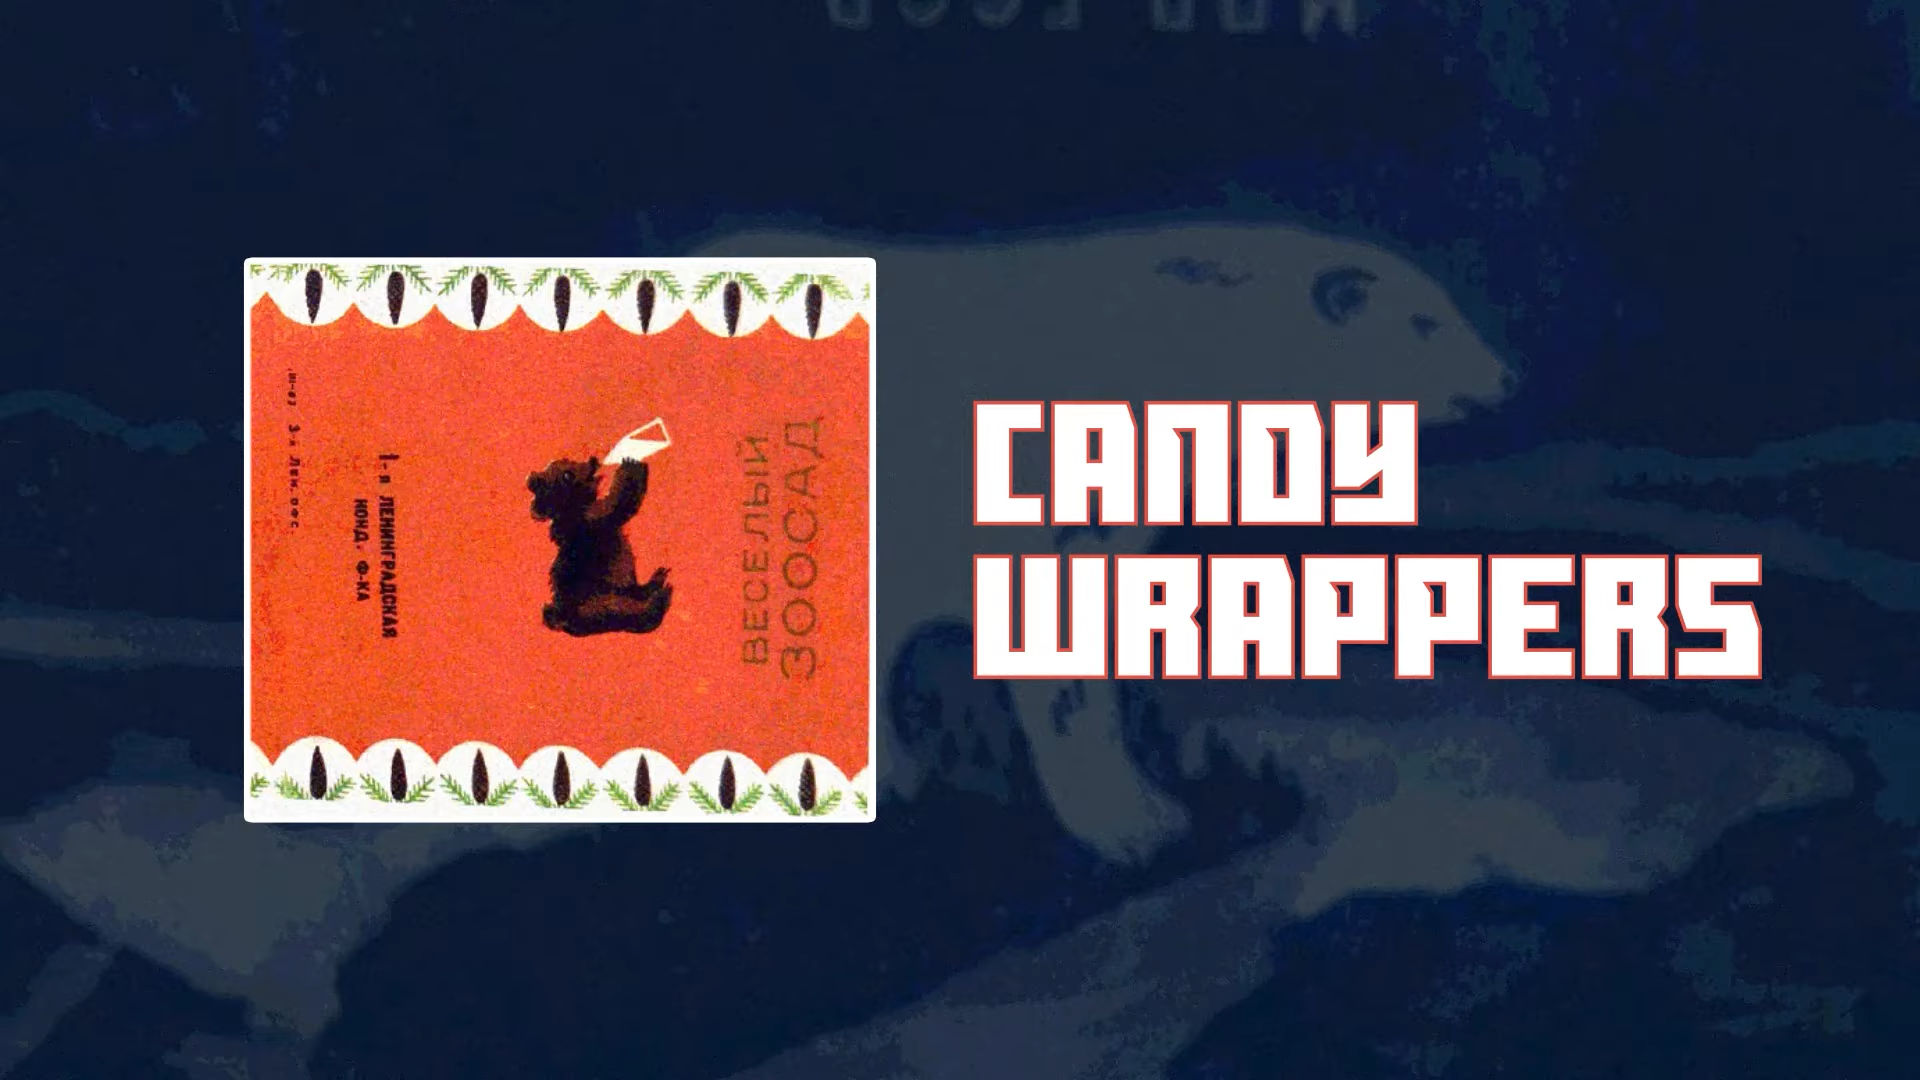 ВЕСЕЛЫЙ
ЗООСАД
1-я ЛЕНИНГРАДСКАЯ
КОНД. Ф-КА
CANDY
WRAPPERS